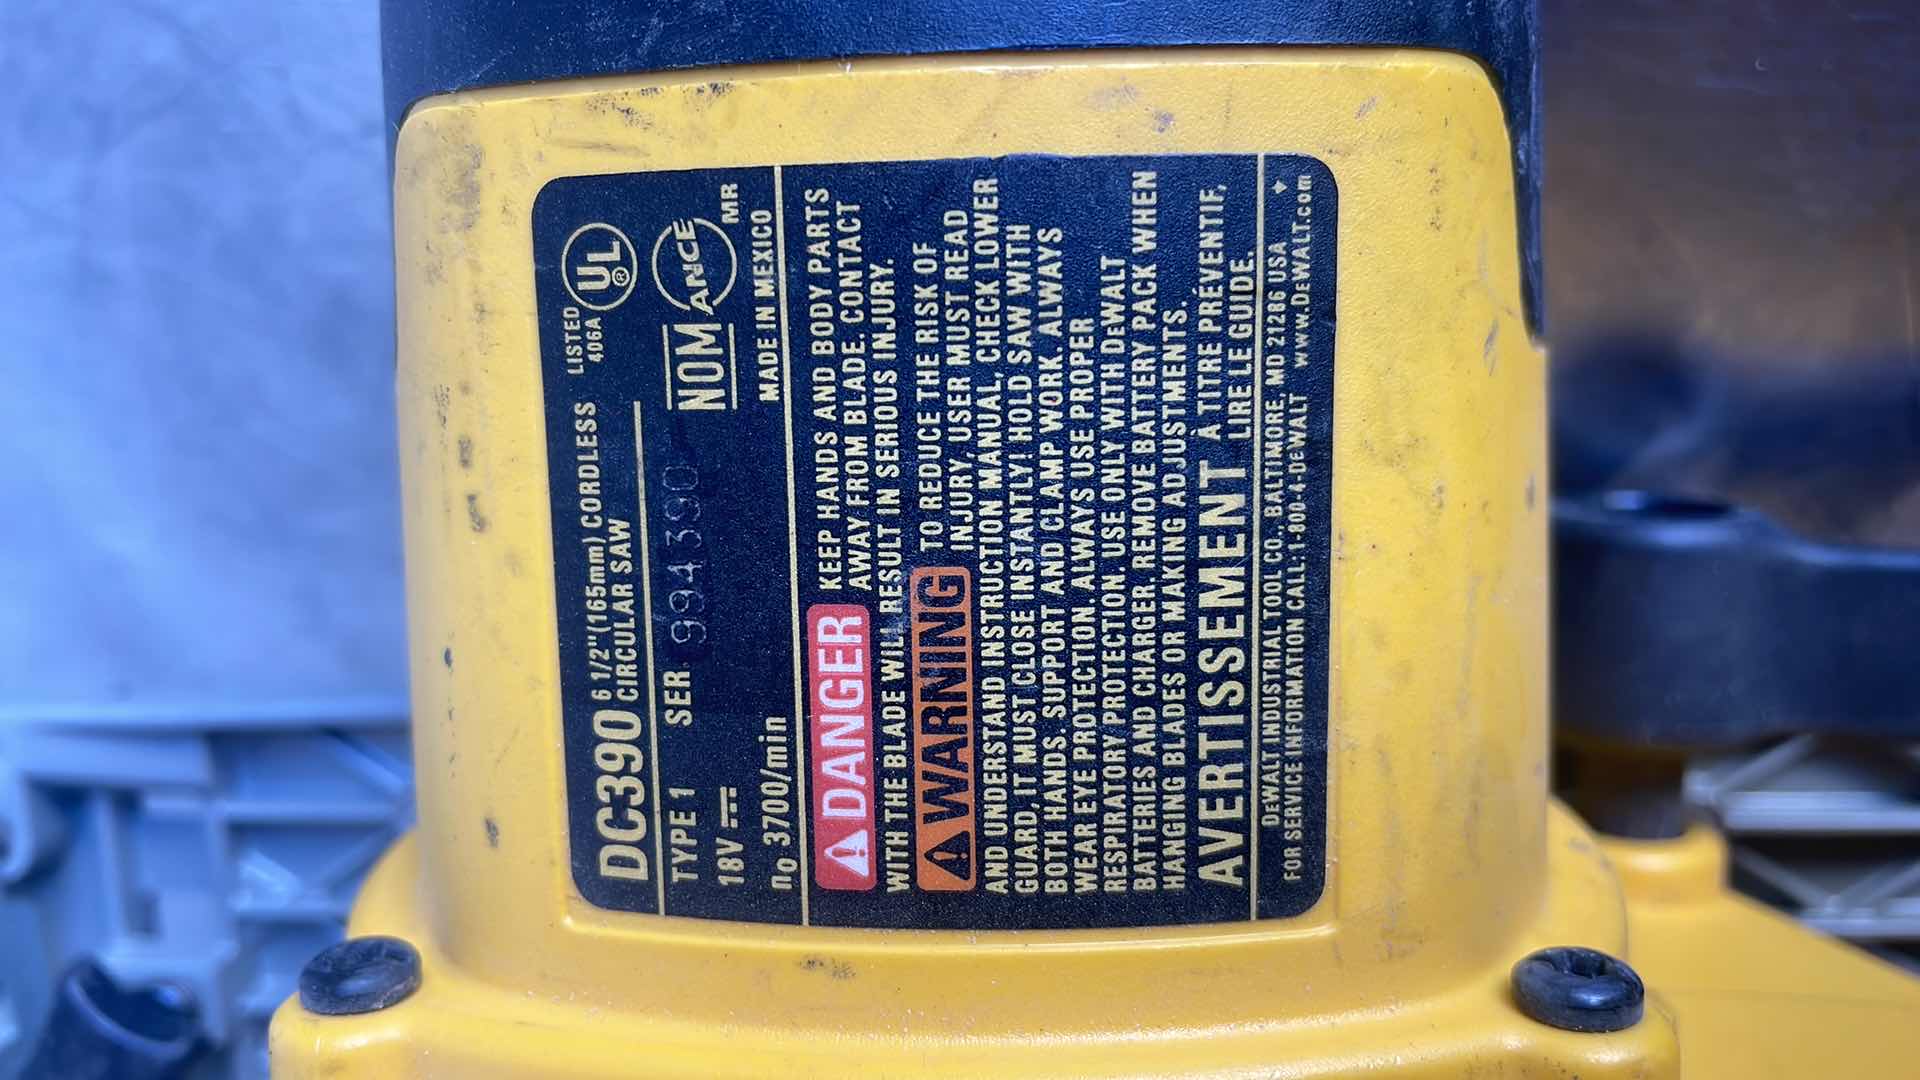 DC390 6 1/2"(165mm) CORDLESS
CIRCULAR SAW
LISTED
406A
UL®
TYPE 1 SER. 994390
18V⎓
NOM ANCE
MR
no 3700/min
MADE IN MEXICO
⚠DANGER KEEP HANDS AND BODY PARTS
AWAY FROM BLADE. CONTACT
WITH THE BLADE WILL RESULT IN SERIOUS INJURY.
⚠WARNING TO REDUCE THE RISK OF
INJURY, USER MUST READ
AND UNDERSTAND INSTRUCTION MANUAL, CHECK LOWER
GUARD, IT MUST CLOSE INSTANTLY! HOLD SAW WITH
BOTH HANDS. SUPPORT AND CLAMP WORK. ALWAYS
WEAR EYE PROTECTION. ALWAYS USE PROPER
RESPIRATORY PROTECTION. USE ONLY WITH DeWALT
BATTERIES AND CHARGER. REMOVE BATTERY PACK WHEN
HANGING BLADES OR MAKING ADJUSTMENTS.
AVERTISSEMENT À TITRE PRÉVENTIF,
LIRE LE GUIDE.
DeWALT INDUSTRIAL TOOL CO., BALTIMORE, MD 21286 USA
FOR SERVICE INFORMATION CALL:1-800-4-DeWALT www.DeWALT.com